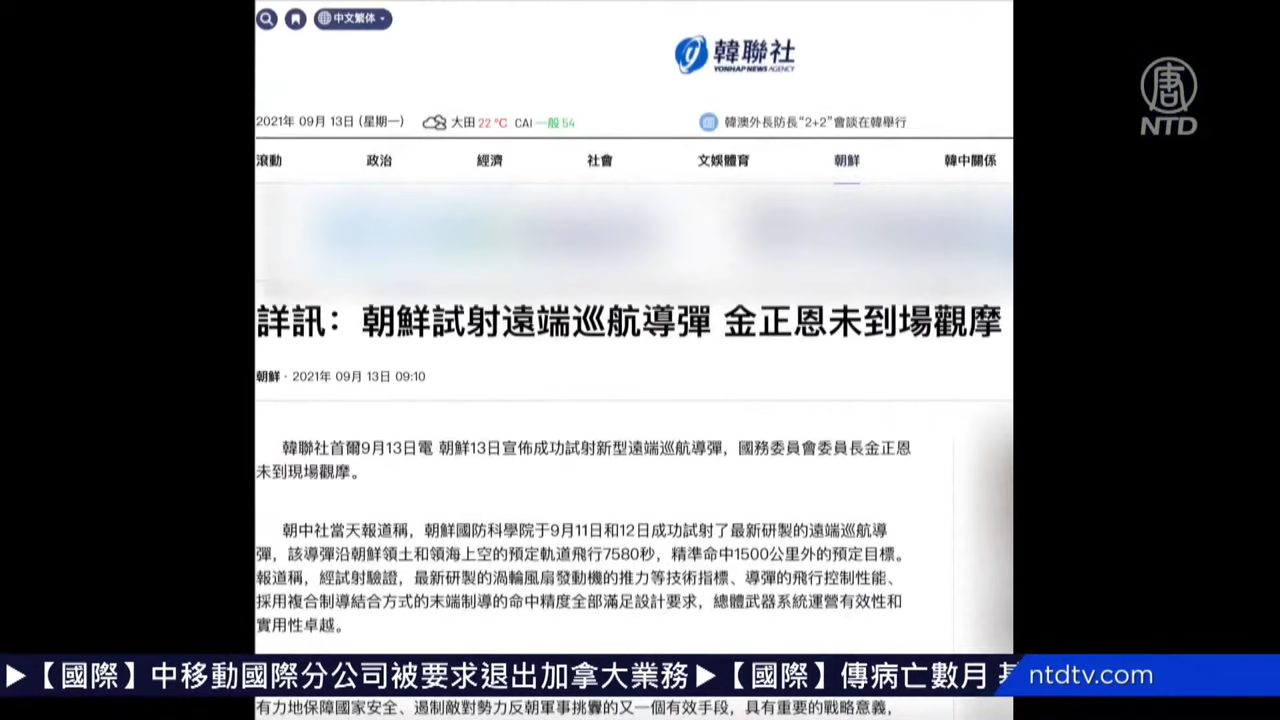 中文繁体
韓聯社
YONHAP NEWS AGENCY
唐
NTD
2021年 09月 13日 (星期一)
大田 22 °C CAI 一般 54
韓澳外長防長“2+2”會談在韓舉行
滾動 政治 經濟 社會 文娛體育 朝鮮 韓中關係
詳訊：朝鮮試射遠端巡航導彈 金正恩未到場觀摩
朝鮮 · 2021年 09月 13日 09:10
韓聯社首爾9月13日電 朝鮮13日宣佈成功試射新型遠端巡航導彈，國務委員會委員長金正恩
未到現場觀摩。
朝中社當天報道稱，朝鮮國防科學院于9月11日和12日成功試射了最新研製的遠端巡航導
彈，該導彈沿朝鮮領土和領海上空的預定軌道飛行7580秒，精準命中1500公里外的預定目標。
報道稱，經試射驗證，最新研製的渦輪風扇發動機的推力等技術指標、導彈的飛行控制性能、
採用複合制導結合方式的末端制導的命中精度全部滿足設計要求，總體武器系統運營有效性和
實用性卓越。
▶【國際】中移動國際分公司被要求退出加拿大業務▶【國際】傳病亡數月
ntdtv.com
有力地保障國家安全、遏制敵對勢力反朝軍事挑釁的又一個有效手段，具有重要的戰略意義，